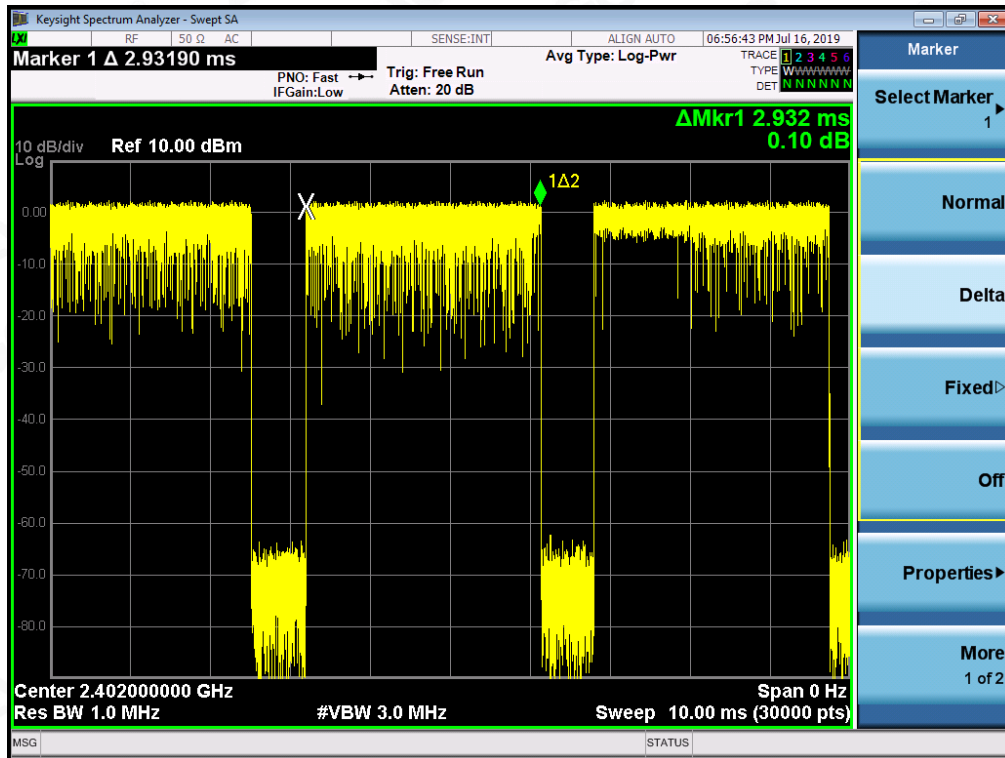 Keysight Spectrum Analyzer - Swept SA
LXI RF 50 Ω AC SENSE:INT ALIGN AUTO 06:56:43 PM Jul 16, 2019
Marker 1 Δ 2.93190 ms
PNO: Fast
IFGain:Low
Trig: Free Run
Atten: 20 dB
Avg Type: Log-Pwr
TRACE 1 2 3 4 5 6
TYPE WWWWWW
DET N N N N N N
ΔMkr1 2.932 ms
0.10 dB
10 dB/div Ref 10.00 dBm
Log
1Δ2
0.00
-10.0
-20.0
-30.0
-40.0
-50.0
-60.0
-70.0
-80.0
Center 2.402000000 GHz Span 0 Hz
Res BW 1.0 MHz #VBW 3.0 MHz Sweep 10.00 ms (30000 pts)
MSG STATUS
Marker
Select Marker
1
Normal
Delta
Fixed
Off
Properties
More
1 of 2